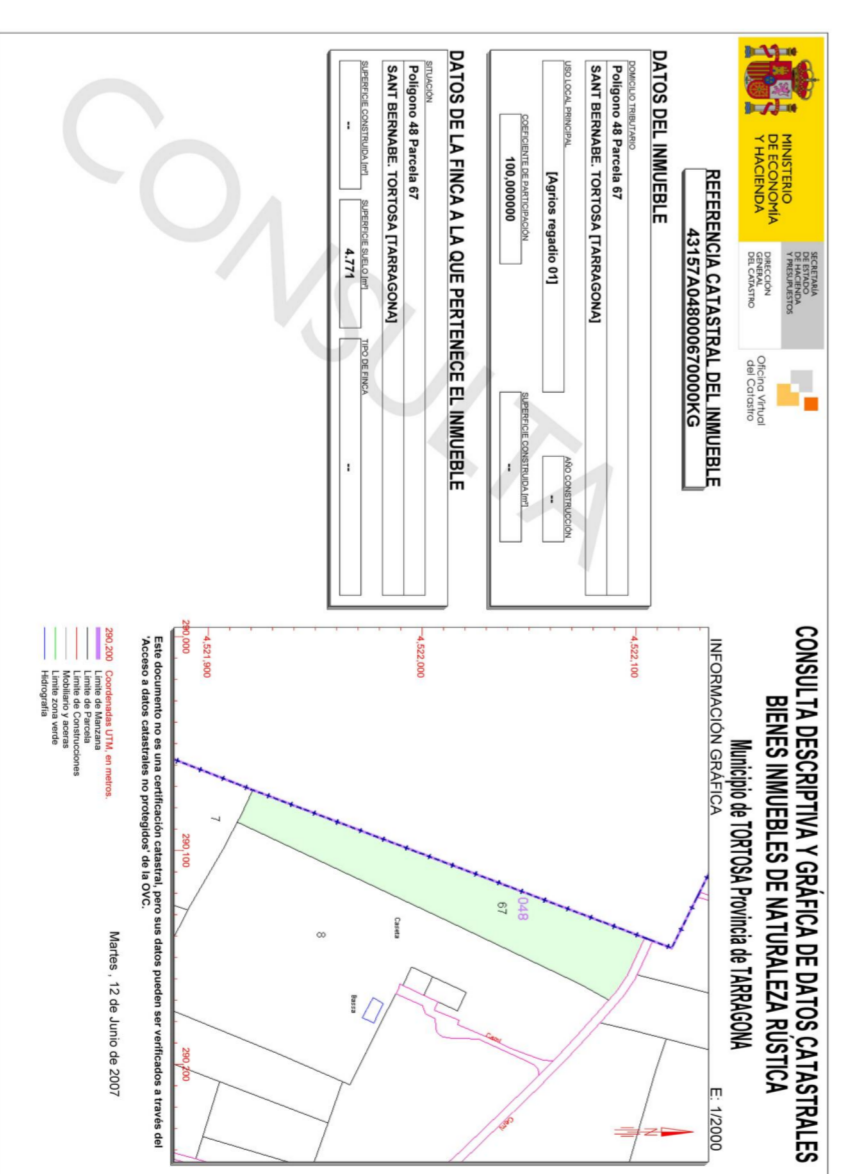 MINISTERIO
DE ECONOMÍA
Y HACIENDA
SECRETARÍA
DE ESTADO
DE HACIENDA
Y PRESUPUESTOS
DIRECCIÓN
GENERAL
DEL CATASTRO
Oficina Virtual
del Catastro
REFERENCIA CATASTRAL DEL INMUEBLE
43157A048000670000KG
DATOS DEL INMUEBLE
DOMICILIO TRIBUTARIO
Polígono 48 Parcela 67
SANT BERNABE. TORTOSA [TARRAGONA]
USO LOCAL PRINCIPAL
[Agrios regadío 01]
AÑO CONSTRUCCIÓN
--
COEFICIENTE DE PARTICIPACIÓN
100,000000
SUPERFICIE CONSTRUIDA [m²]
--
DATOS DE LA FINCA A LA QUE PERTENECE EL INMUEBLE
SITUACIÓN
Polígono 48 Parcela 67
SANT BERNABE. TORTOSA [TARRAGONA]
SUPERFICIE CONSTRUIDA [m²]
--
SUPERFICIE SUELO [m²]
4.771
TIPO DE FINCA
--
CONSULTA
CONSULTA DESCRIPTIVA Y GRÁFICA DE DATOS CATASTRALES
BIENES INMUEBLES DE NATURALEZA RÚSTICA
Municipio de TORTOSA Provincia de TARRAGONA
INFORMACIÓN GRÁFICA
E: 1/2000
N
4,522,100
4,522,000
4,521,900
290,000
290,100
290,200
048
67
8
7
Caseta
Bassa
Camí
Camí
Este documento no es una certificación catastral, pero sus datos pueden ser verificados a través del
'Acceso a datos catastrales no protegidos' de la OVC.
290,200 Coordenadas UTM, en metros.
Límite de Manzana
Límite de Parcela
Límite de Construcciones
Mobiliario y aceras
Límite zona verde
Hidrografía
Martes , 12 de Junio de 2007